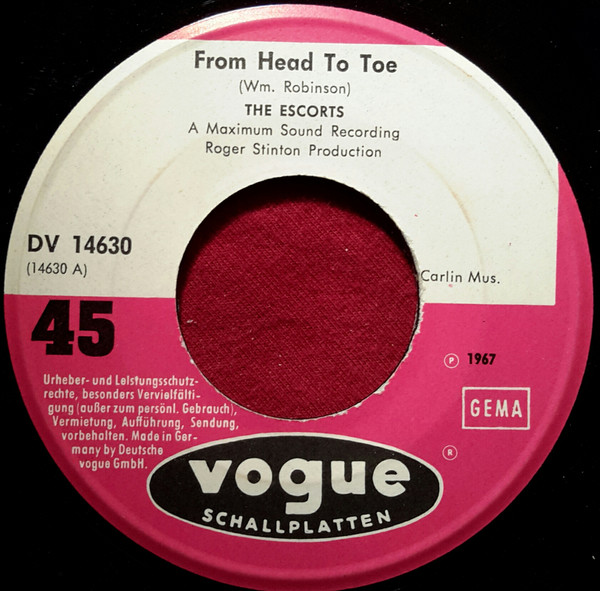 From Head To Toe
(Wm. Robinson)
THE ESCORTS
A Maximum Sound Recording
Roger Stinton Production
DV 14630
(14630 A)
Carlin Mus.
45
℗ 1967
Urheber- und Leistungsschutz-
rechte, besonders Vervielfälti-
gung (außer zum persönl. Gebrauch),
Vermietung, Aufführung, Sendung,
vorbehalten. Made in Ger-
many by Deutsche
vogue GmbH.
GEMA
®
vogue
SCHALLPLATTEN